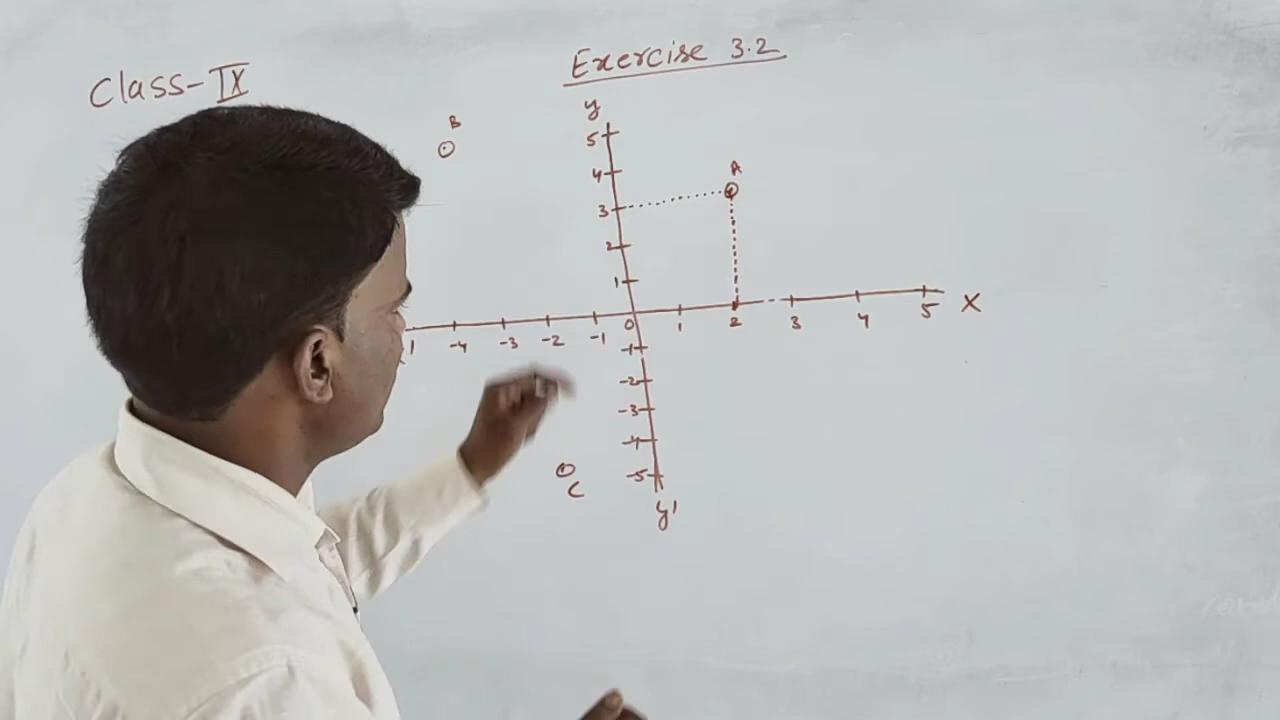 Class-IX
Exercise 3.2
y
B
5
4
A
3
2
1
-4 -3 -2 -1 0 1 2 3 4 5 X
-1
-2
-3
-4
-5
C
y'